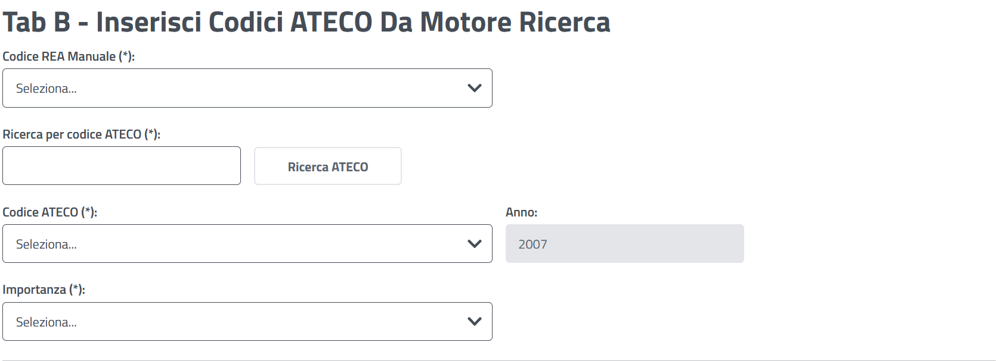 Tab B - Inserisci Codici ATECO Da Motore Ricerca
Codice REA Manuale (*):
Seleziona...
Ricerca per codice ATECO (*):
Ricerca ATECO
Codice ATECO (*):
Anno:
Seleziona...
2007
Importanza (*):
Seleziona...